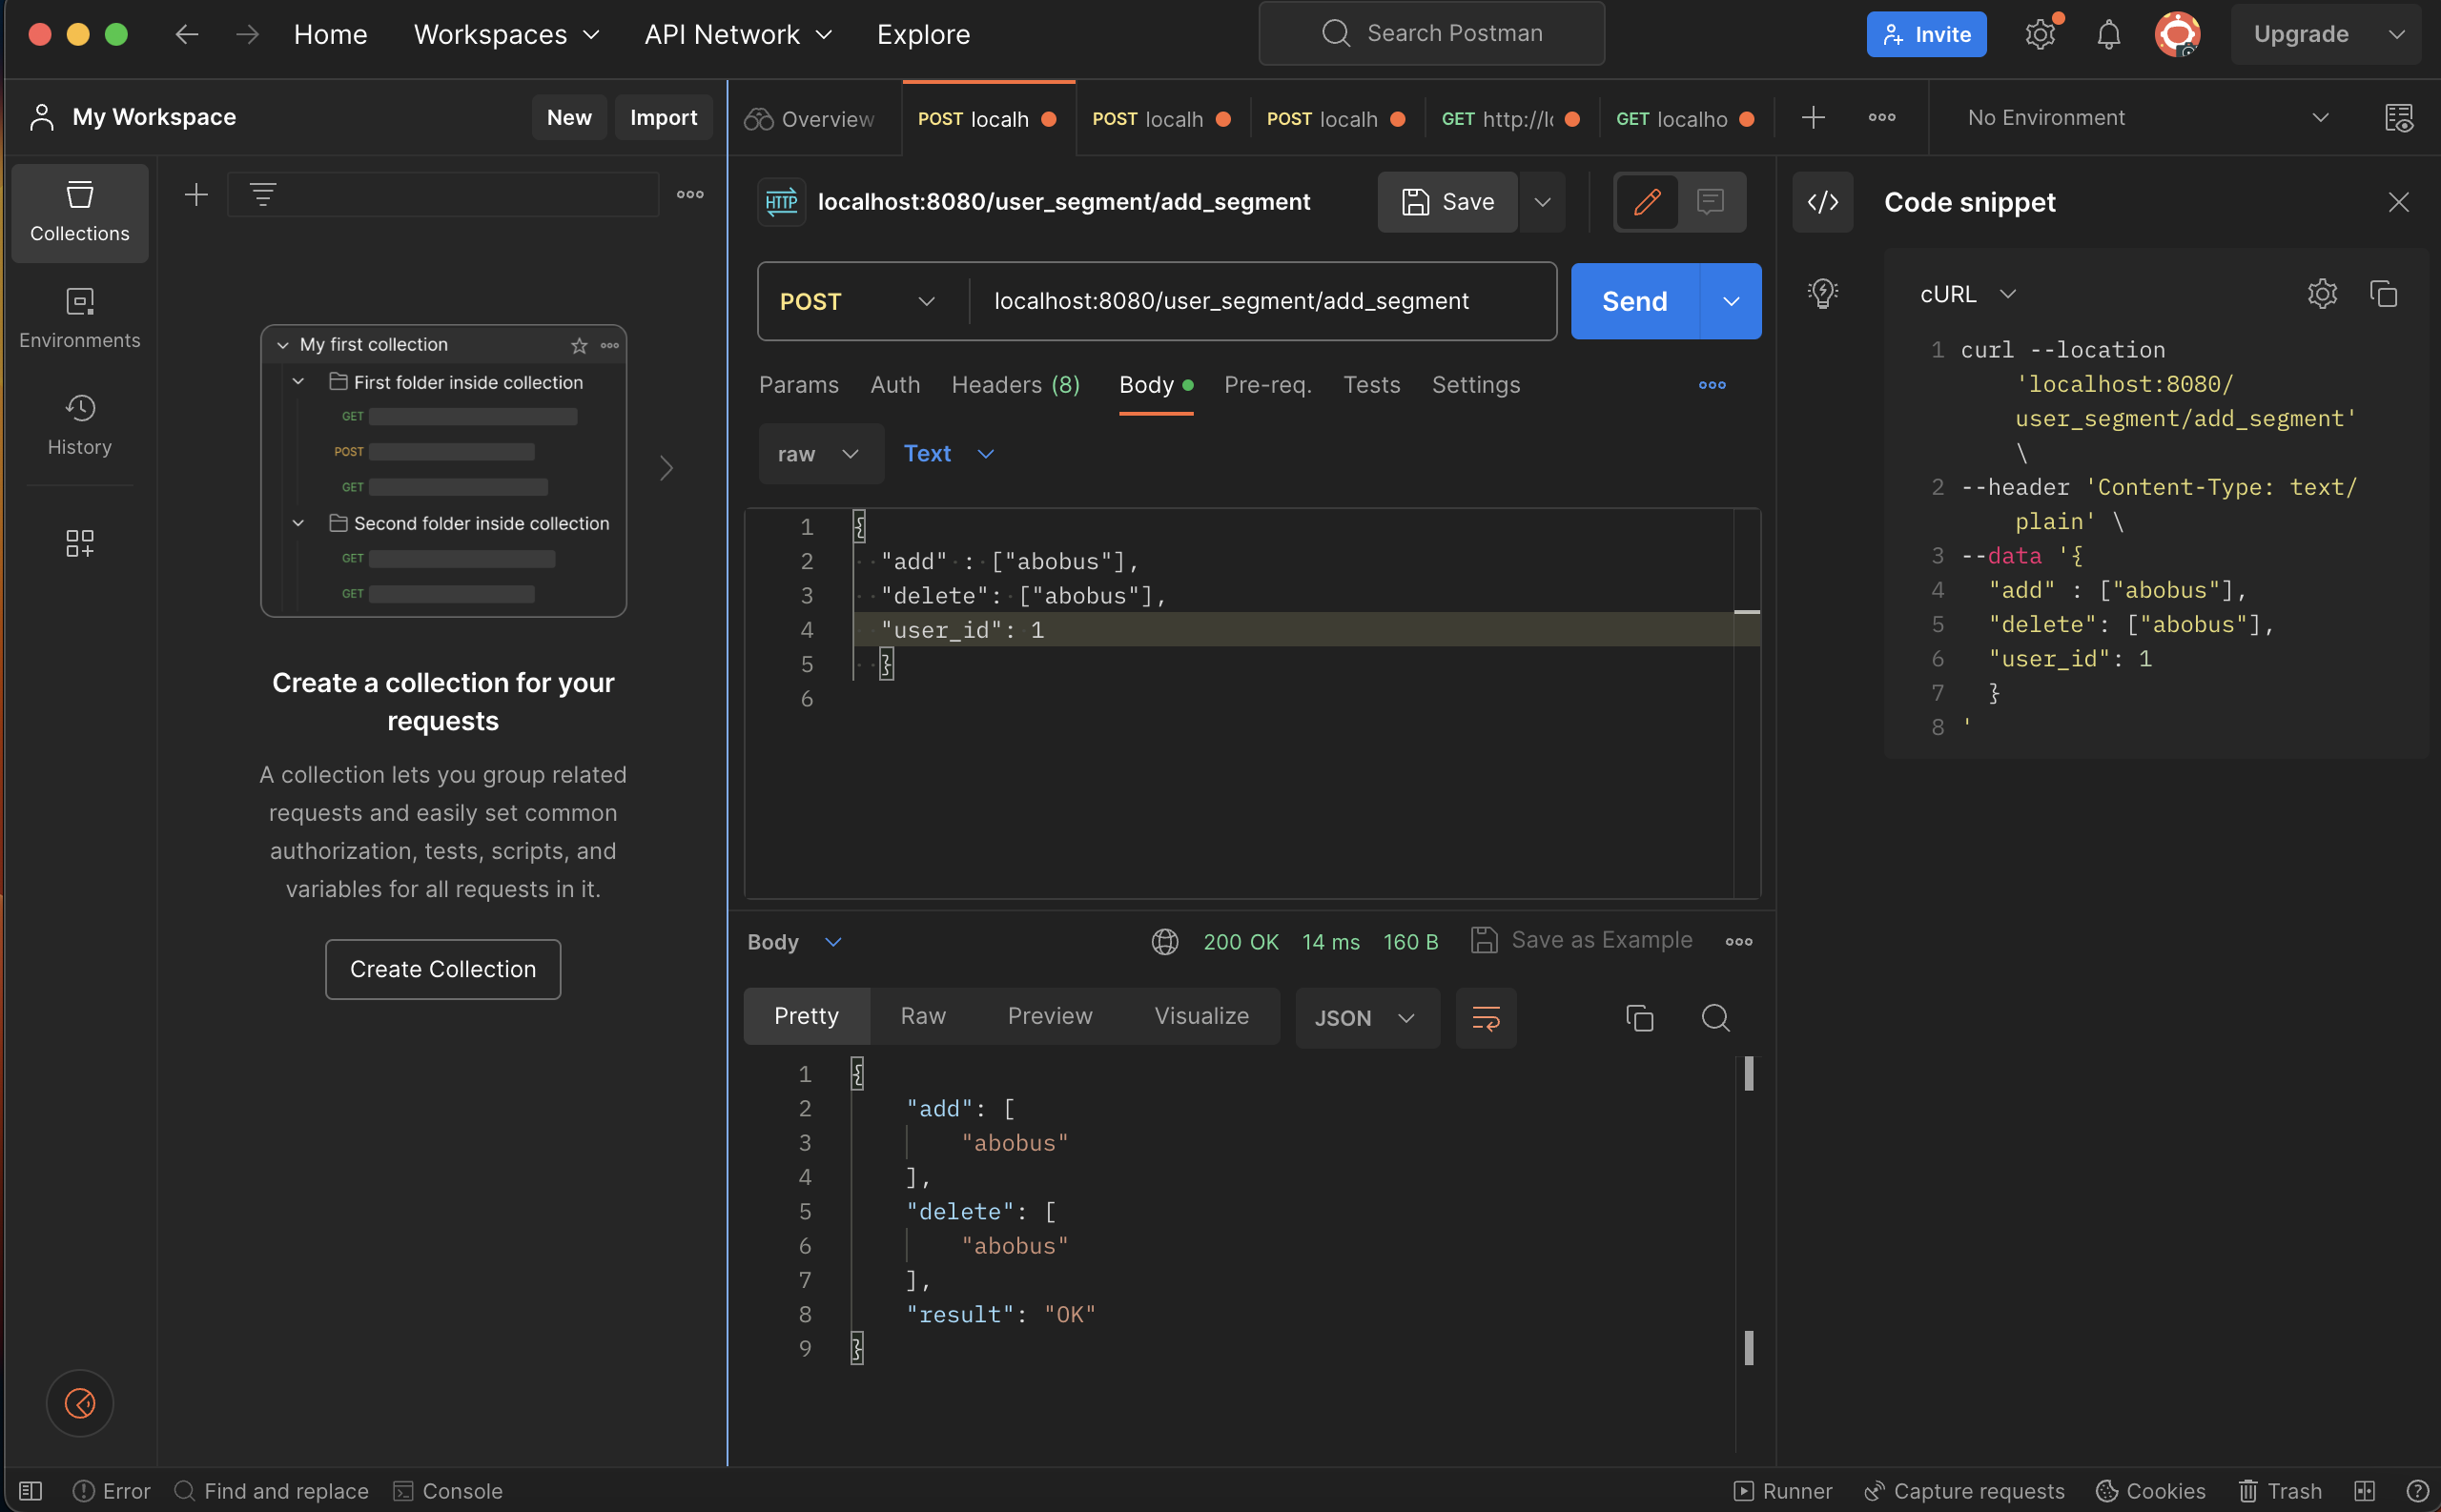 Home Workspaces API Network Explore Search Postman Invite Upgrade
My Workspace New Import
Overview POST localh POST localh POST localh GET http://lo GET localho No Environment
Collections
Environments
History
My first collection
First folder inside collection
GET
POST
GET
Second folder inside collection
GET
GET
Create a collection for your
requests
A collection lets you group related
requests and easily set common
authorization, tests, scripts, and
variables for all requests in it.
Create Collection
HTTP localhost:8080/user_segment/add_segment Save
POST localhost:8080/user_segment/add_segment Send
Params Auth Headers (8) Body Pre-req. Tests Settings
raw Text
1 {
2 "add" : ["abobus"],
3 "delete": ["abobus"],
4 "user_id": 1
5 }
6
Body 200 OK 14 ms 160 B Save as Example
Pretty Raw Preview Visualize JSON
1 {
2 "add": [
3 "abobus"
4 ],
5 "delete": [
6 "abobus"
7 ],
8 "result": "OK"
9 }
Code snippet
cURL
1 curl --location
'localhost:8080/
user_segment/add_segment'
\
2 --header 'Content-Type: text/
plain' \
3 --data '{
4 "add" : ["abobus"],
5 "delete": ["abobus"],
6 "user_id": 1
7 }
8 '
Error Find and replace Console Runner Capture requests Cookies Trash